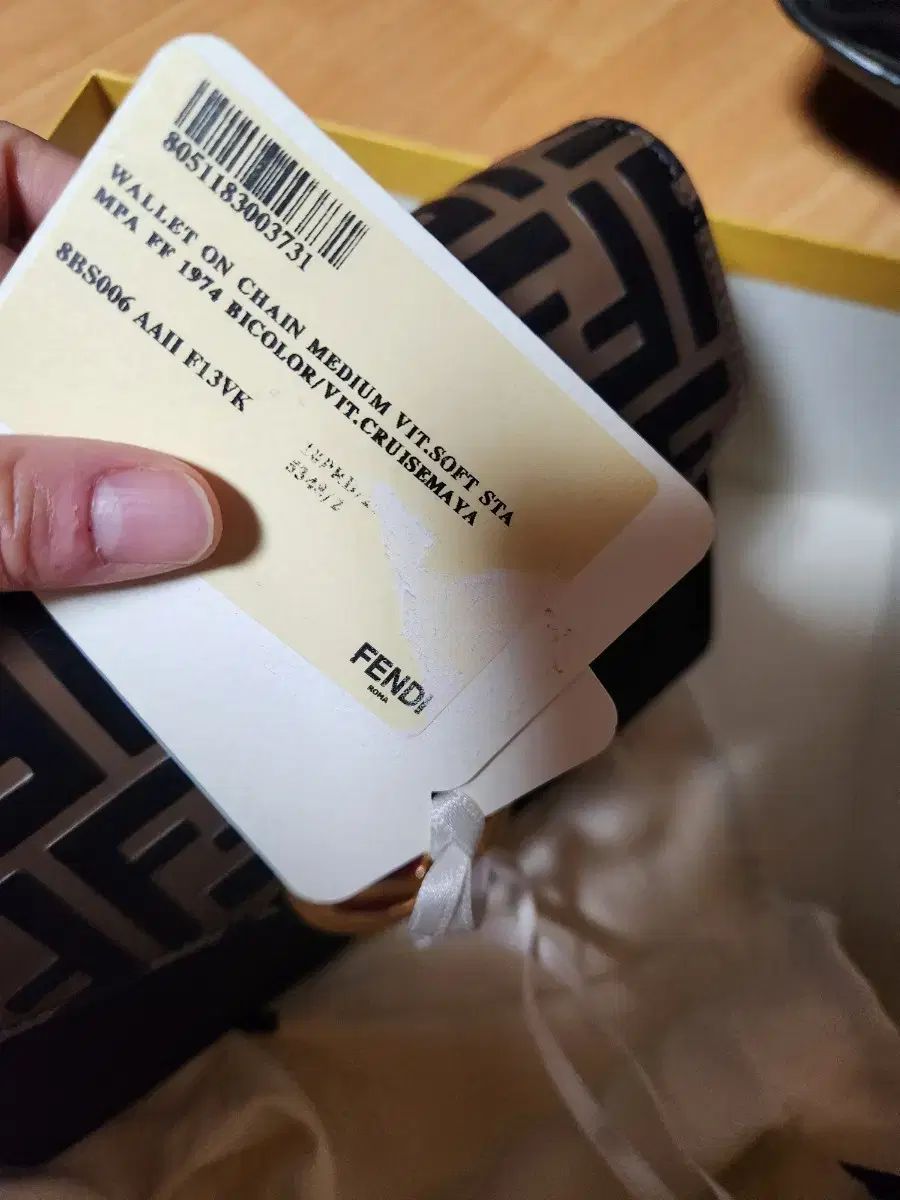 8051183003731
WALLET ON CHAIN MEDIUM VIT.SOFT STA
MPA FF 1974 BICOLOR/VIT.CRUISEMAYA
8BS006 AAII F13VK
FENDI
ROMA